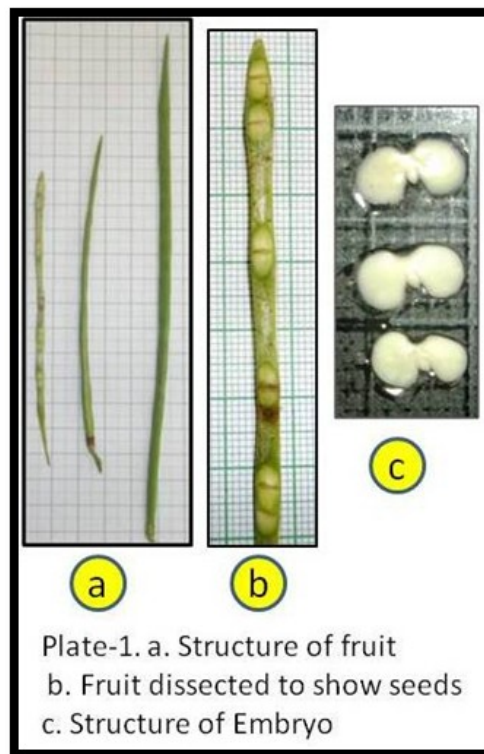 a
b
c
Plate-1. a. Structure of fruit
b. Fruit dissected to show seeds
c. Structure of Embryo